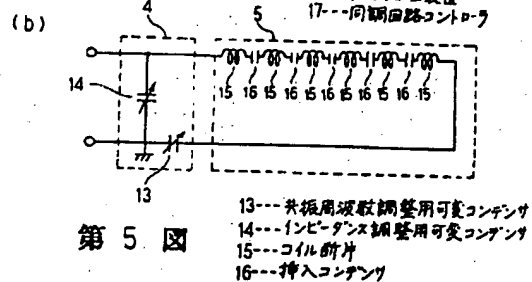 17---同調回路コントローラ
(b)
4
5
14
15 16 15 16 15 16 15 16 15 16 15
13
第 5 図
13---共振周波数調整用可変コンデンサ
14---インピーダンス調整用可変コンデンサ
15---コイル断片
16---挿入コンデンサ